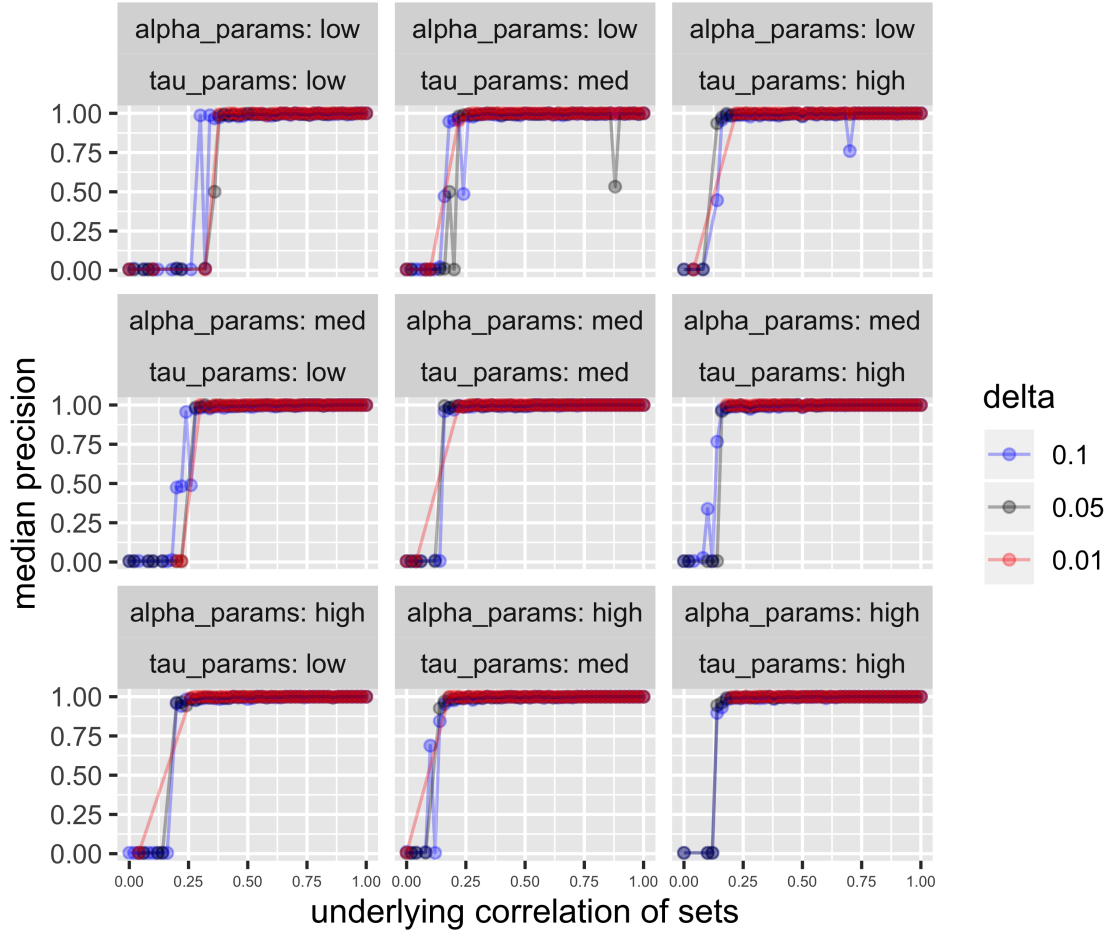 alpha_params: low
alpha_params: low
alpha_params: low
tau_params: low
tau_params: med
tau_params: high
1.00
0.75
0.50
0.25
0.00
alpha_params: med
alpha_params: med
alpha_params: med
tau_params: low
tau_params: med
tau_params: high
1.00
0.75
0.50
0.25
0.00
alpha_params: high
alpha_params: high
alpha_params: high
tau_params: low
tau_params: med
tau_params: high
1.00
0.75
0.50
0.25
0.00
0.00 0.25 0.50 0.75 1.00
0.00 0.25 0.50 0.75 1.00
0.00 0.25 0.50 0.75 1.00
underlying correlation of sets
median precision
delta
0.1
0.05
0.01